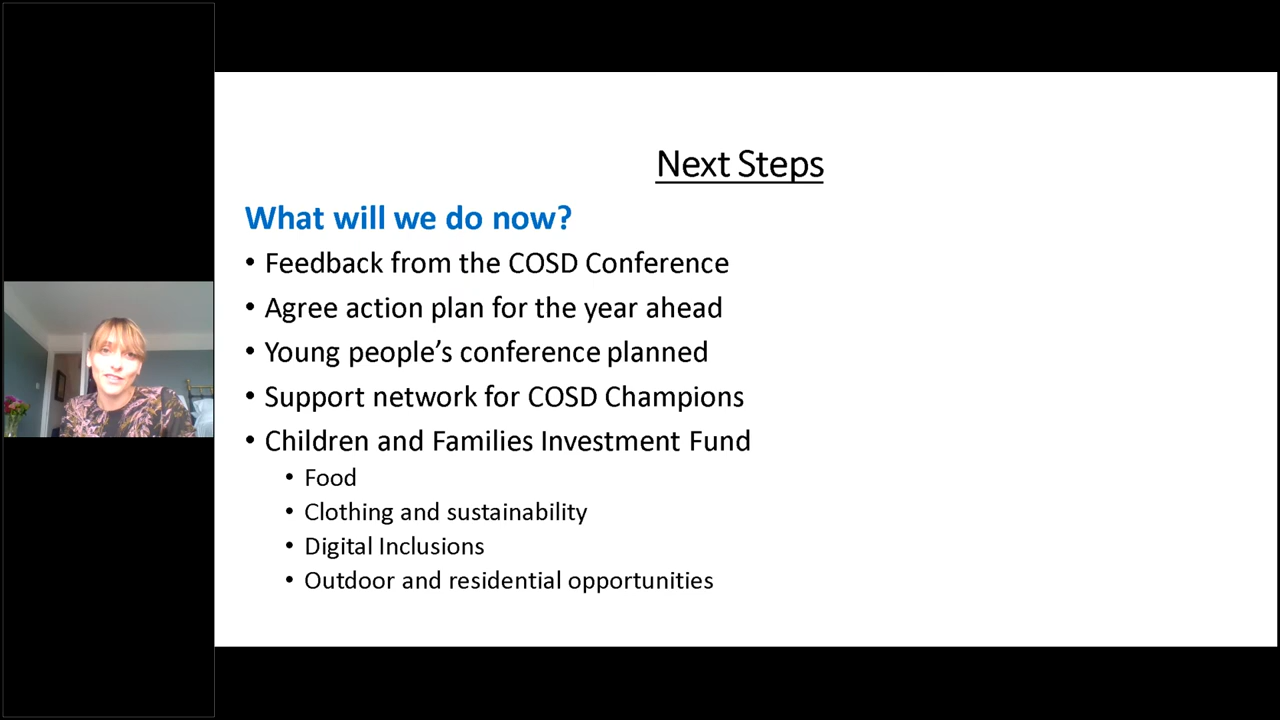 Next Steps
What will we do now?
• Feedback from the COSD Conference
• Agree action plan for the year ahead
• Young people’s conference planned
• Support network for COSD Champions
• Children and Families Investment Fund
• Food
• Clothing and sustainability
• Digital Inclusions
• Outdoor and residential opportunities